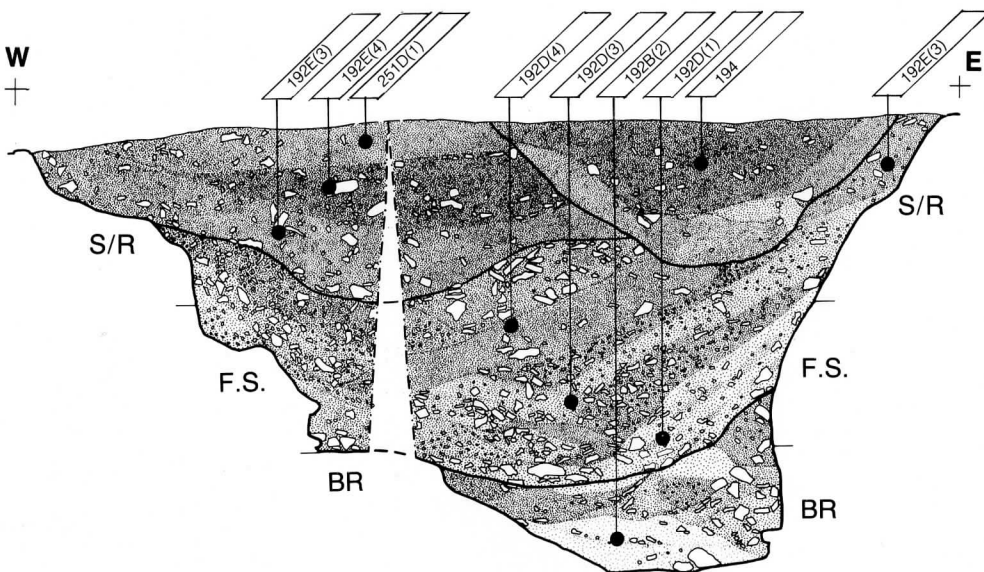 W
192E(3)
192E(4)
251D(1)
192D(4)
192D(3)
192B(2)
192D(1)
194
192E(3)
E
S/R
S/R
F.S.
F.S.
BR
BR